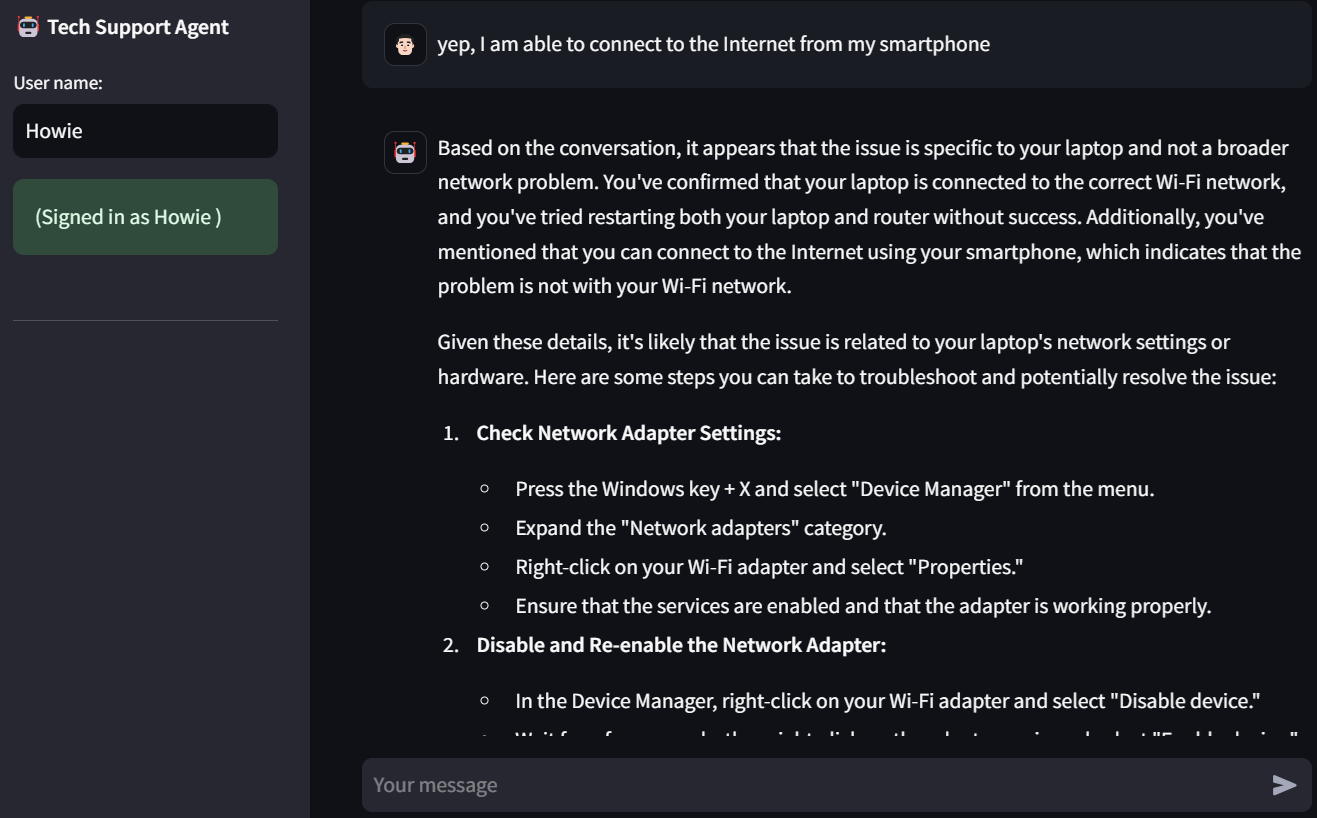 Tech Support Agent
User name:
Howie
(Signed in as Howie )
yep, I am able to connect to the Internet from my smartphone
Based on the conversation, it appears that the issue is specific to your laptop and not a broader
network problem. You've confirmed that your laptop is connected to the correct Wi-Fi network,
and you've tried restarting both your laptop and router without success. Additionally, you've
mentioned that you can connect to the Internet using your smartphone, which indicates that the
problem is not with your Wi-Fi network.
Given these details, it's likely that the issue is related to your laptop's network settings or
hardware. Here are some steps you can take to troubleshoot and potentially resolve the issue:
1. Check Network Adapter Settings:
Press the Windows key + X and select "Device Manager" from the menu.
Expand the "Network adapters" category.
Right-click on your Wi-Fi adapter and select "Properties."
Ensure that the services are enabled and that the adapter is working properly.
2. Disable and Re-enable the Network Adapter:
In the Device Manager, right-click on your Wi-Fi adapter and select "Disable device."
Your message